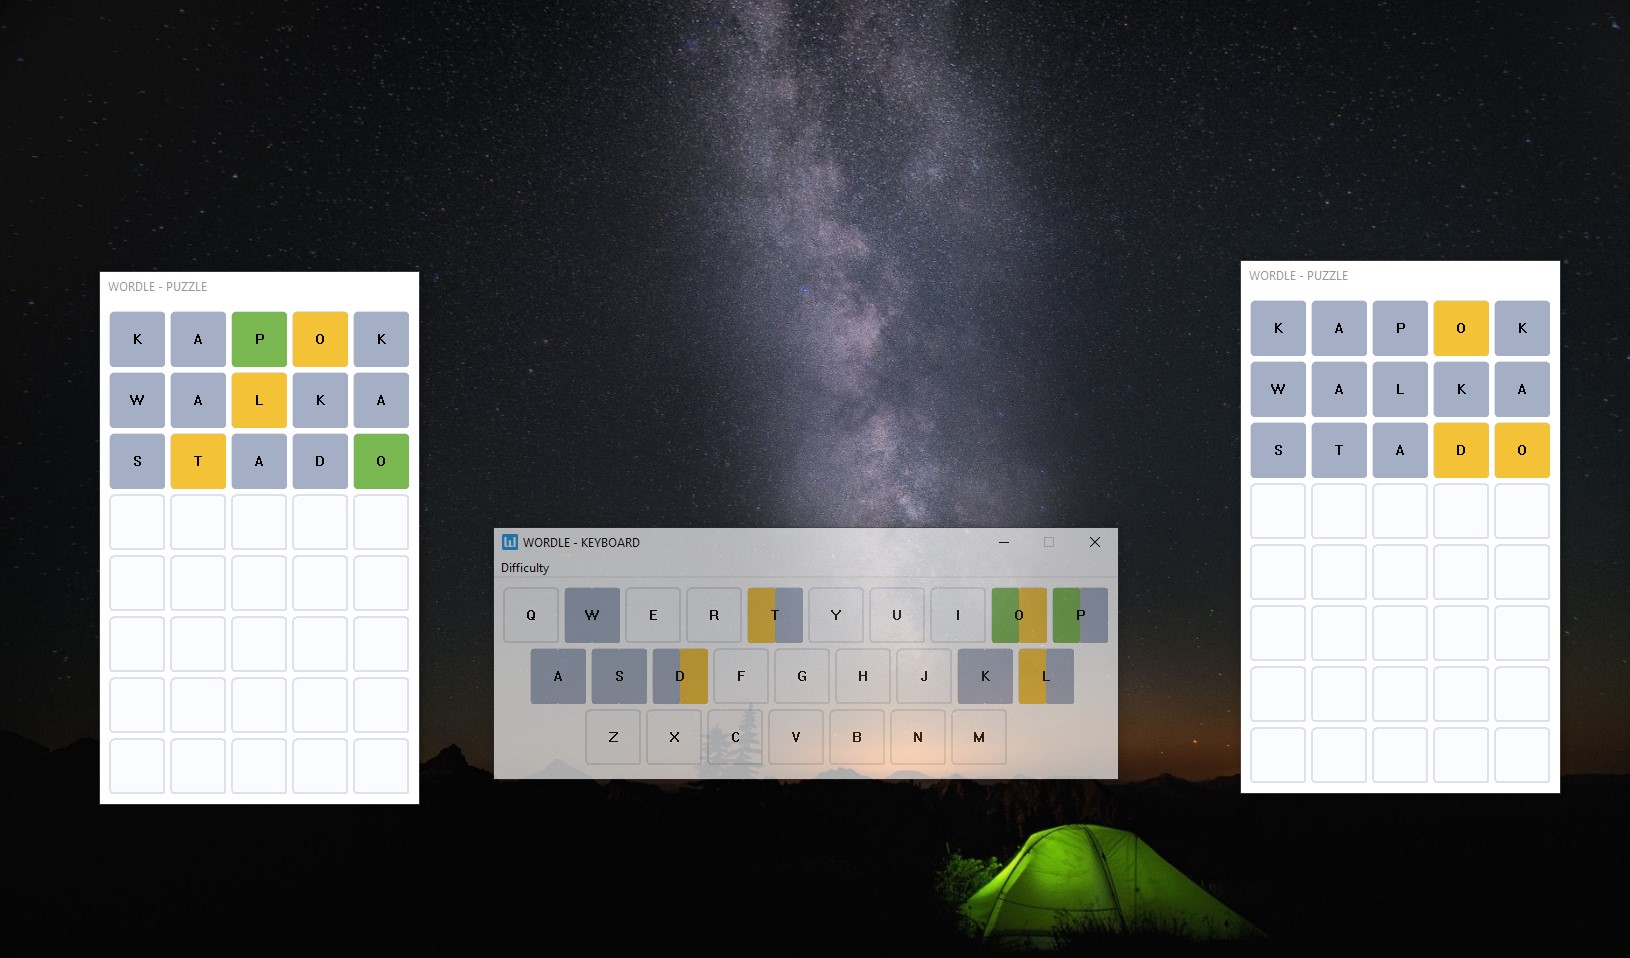 WORDLE - PUZZLE
K A P O K
W A L K A
S T A D O
WORDLE - KEYBOARD
Difficulty
Q W E R T Y U I O P
A S D F G H J K L
Z X C V B N M
WORDLE - PUZZLE
K A P O K
W A L K A
S T A D O